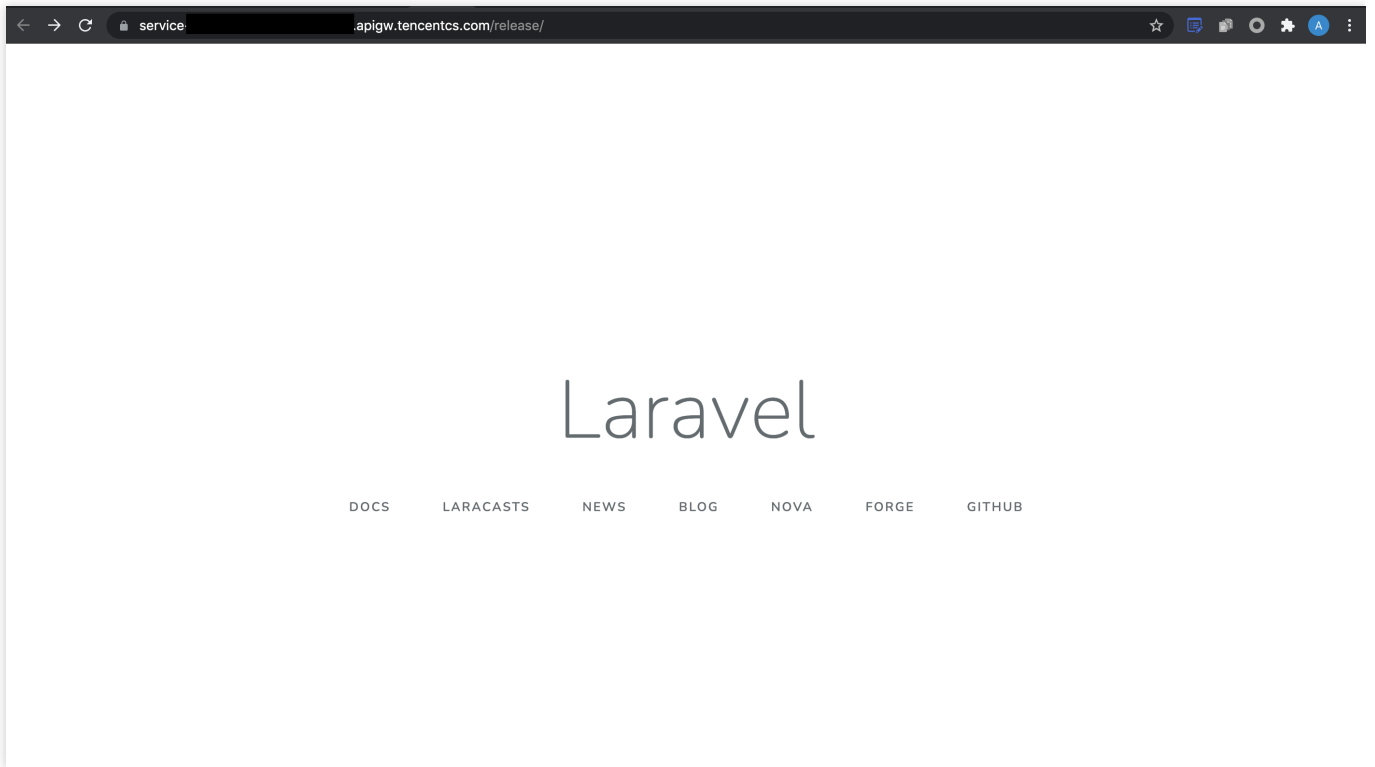 service- .apigw.tencentcs.com/release/
A
Laravel
DOCS LARACASTS NEWS BLOG NOVA FORGE GITHUB